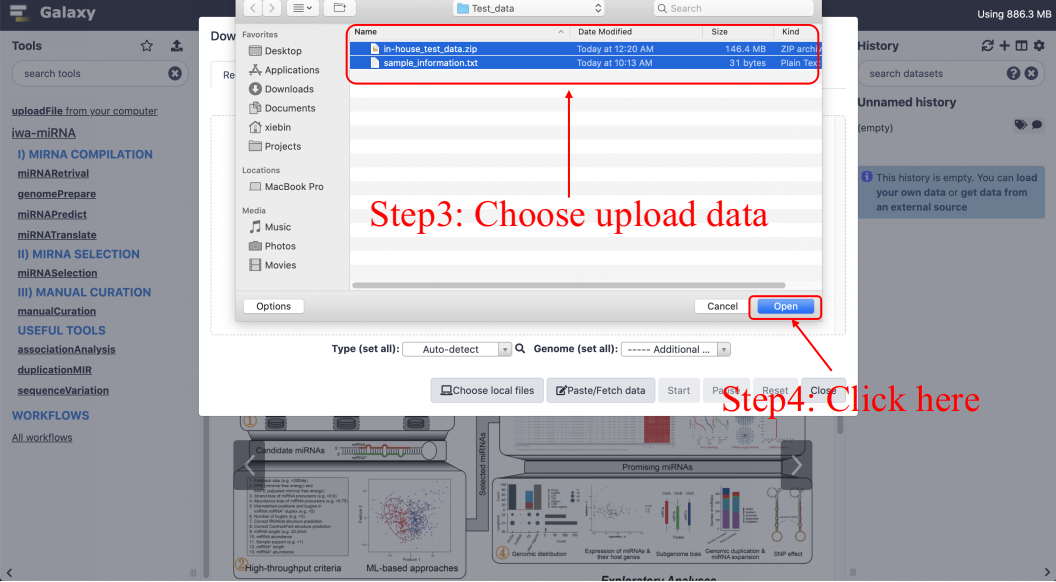 Galaxy
Using 886.3 MB
Tools
search tools
uploadFile from your computer
iwa-miRNA
I) MIRNA COMPILATION
miRNARetrival
genomePrepare
miRNAPredict
miRNATranslate
II) MIRNA SELECTION
miRNASelection
III) MANUAL CURATION
manualCuration
USEFUL TOOLS
associationAnalysis
duplicationMIR
sequenceVariation
WORKFLOWS
All workflows
Dow
Re
Test_data
Search
Favorites
Desktop
Applications
Downloads
Documents
xiebin
Projects
Locations
MacBook Pro
Media
Music
Photos
Movies
Name
Date Modified
Size
Kind
in-house_test_data.zip
Today at 12:20 AM
146.4 MB
ZIP archi
sample_information.txt
Today at 10:13 AM
31 bytes
Plain Text
Step3: Choose upload data
Options
Cancel
Open
Type (set all):
Auto-detect
Genome (set all):
----- Additional ...
Choose local files
Paste/Fetch data
Start
Pause
Reset
Close
Step4: Click here
History
search datasets
Unnamed history
(empty)
This history is empty. You can load
your own data or get data from
an external source
①
Candidate miRNAs
Selected miRNAs
Promising miRNAs
②
High-throughput criteria
ML-based approaches
④
Genomic distribution
Expression of miRNAs &
their host genes
Subgenome bias
Genomic duplication &
miRNA expansion
SNP effect
Exploratory Analyses